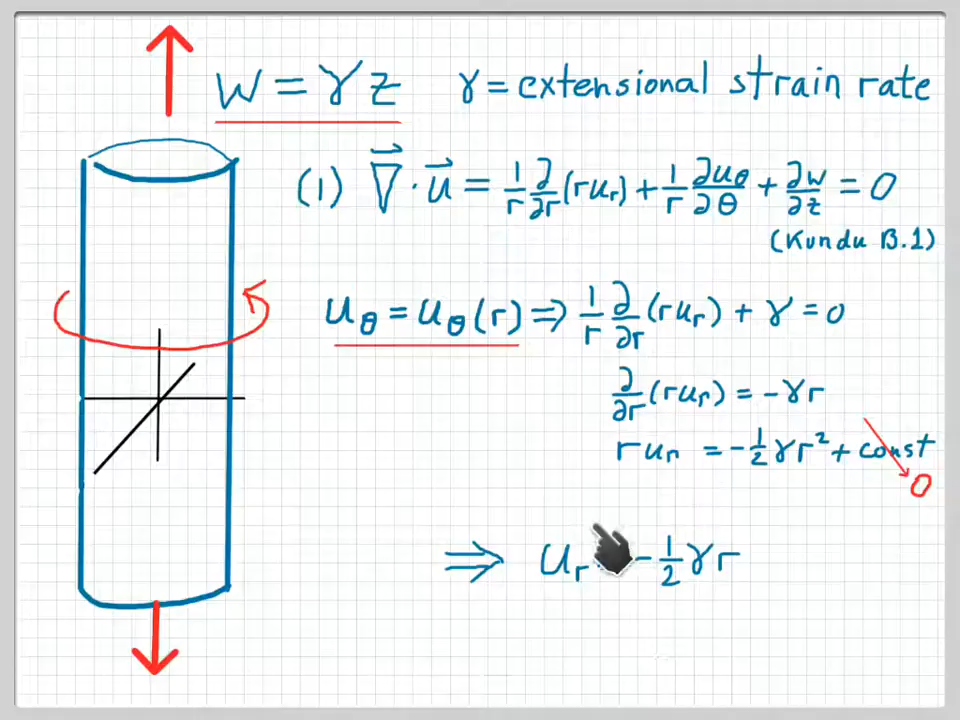 w = γz γ = extensional strain rate
(1) ∇⃗ · u⃗ = 1/r ∂/∂r (ru_r) + 1/r ∂u_θ/∂θ + ∂w/∂z = 0
(Kundu B.1)
u_θ = u_θ(r) ⇒ 1/r ∂/∂r (ru_r) + γ = 0
∂/∂r (ru_r) = -γr
ru_r = -1/2 γr² + const
0
⇒ u_r - 1/2 γr